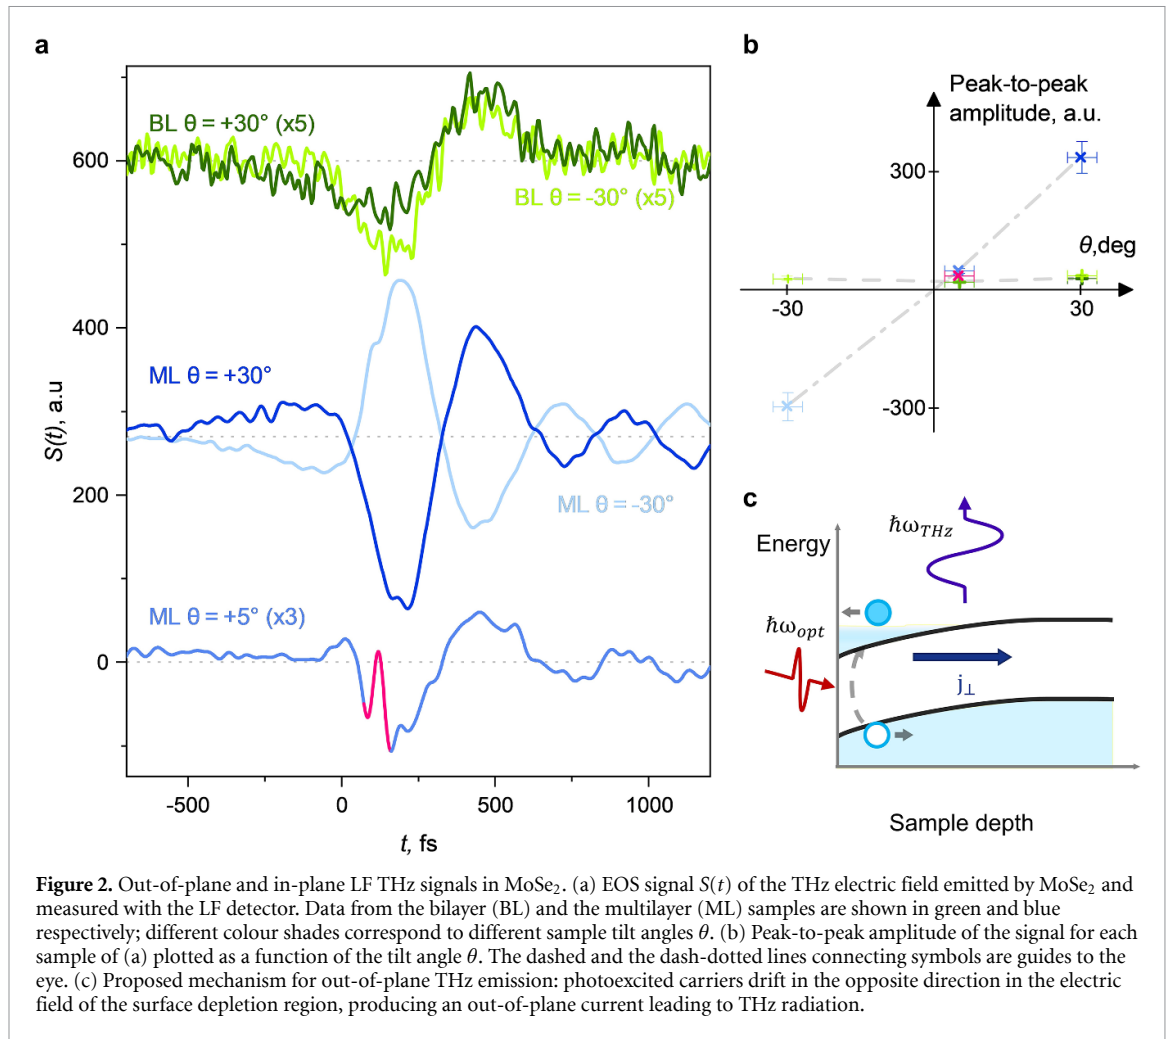 a
BL θ = +30° (x5)
600
BL θ = -30° (x5)
400
ML θ = +30°
S(t), a.u
200
ML θ = -30°
ML θ = +5° (x3)
0
-500 0 500 1000
t, fs
b
Peak-to-peak
amplitude, a.u.
300
θ,deg
-30 30
-300
c
Energy
ħω_THz
ħω_opt
j⊥
Sample depth
Figure 2. Out-of-plane and in-plane LF THz signals in MoSe₂. (a) EOS signal S(t) of the THz electric field emitted by MoSe₂ and
measured with the LF detector. Data from the bilayer (BL) and the multilayer (ML) samples are shown in green and blue
respectively; different colour shades correspond to different sample tilt angles θ. (b) Peak-to-peak amplitude of the signal for each
sample of (a) plotted as a function of the tilt angle θ. The dashed and the dash-dotted lines connecting symbols are guides to the
eye. (c) Proposed mechanism for out-of-plane THz emission: photoexcited carriers drift in the opposite direction in the electric
field of the surface depletion region, producing an out-of-plane current leading to THz radiation.